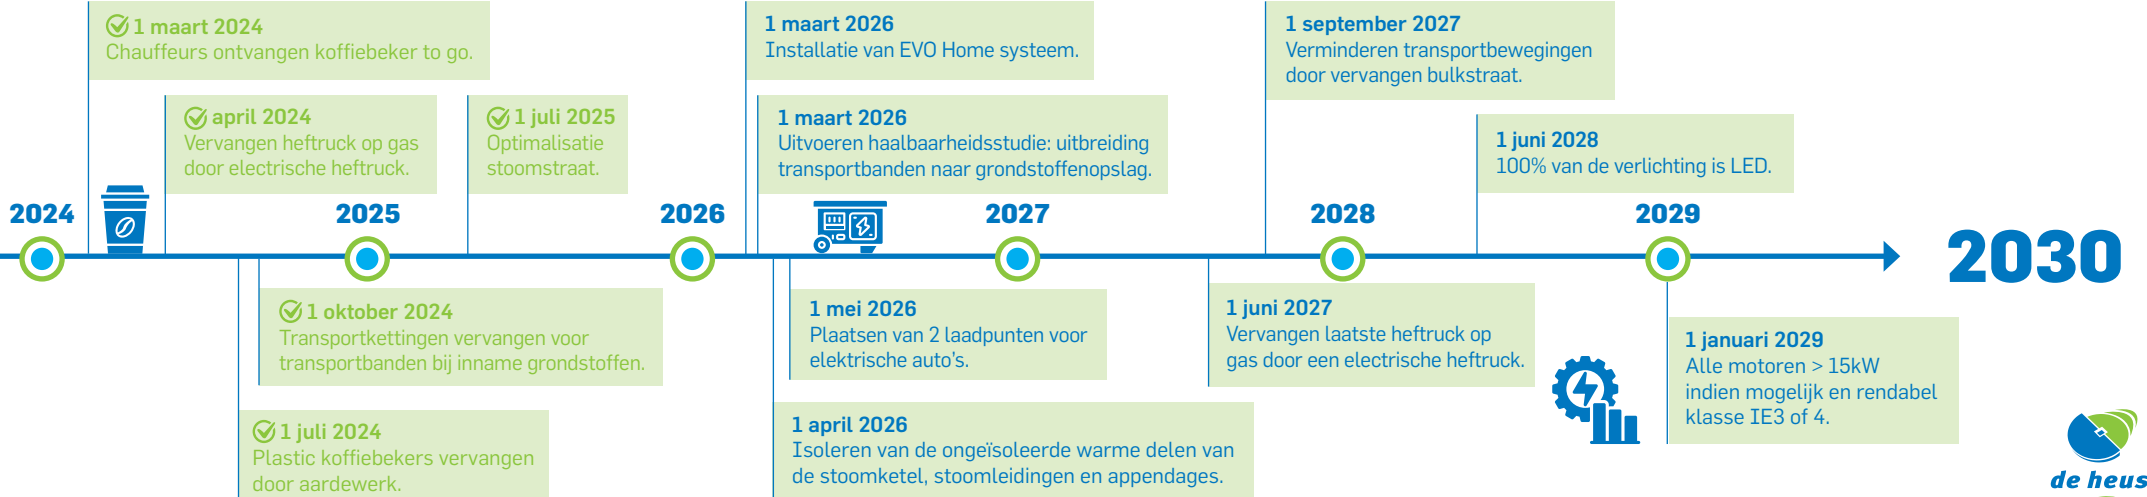 1 maart 2024
Chauffeurs ontvangen koffiebeker to go.
april 2024
Vervangen heftruck op gas
door electrische heftruck.
1 juli 2025
Optimalisatie
stoomstraat.
1 maart 2026
Installatie van EVO Home systeem.
1 maart 2026
Uitvoeren haalbaarheidsstudie: uitbreiding
transportbanden naar grondstoffenopslag.
1 september 2027
Verminderen transportbewegingen
door vervangen bulkstraat.
1 juni 2028
100% van de verlichting is LED.
2024
2025
2026
2027
2028
2029
2030
1 oktober 2024
Transportkettingen vervangen voor
transportbanden bij inname grondstoffen.
1 juli 2024
Plastic koffiebekers vervangen
door aardewerk.
1 mei 2026
Plaatsen van 2 laadpunten voor
elektrische auto's.
1 april 2026
Isoleren van de ongeïsoleerde warme delen van
de stoomketel, stoomleidingen en appendages.
1 juni 2027
Vervangen laatste heftruck op
gas door een electrische heftruck.
1 januari 2029
Alle motoren > 15kW
indien mogelijk en rendabel
klasse IE3 of 4.
de heus